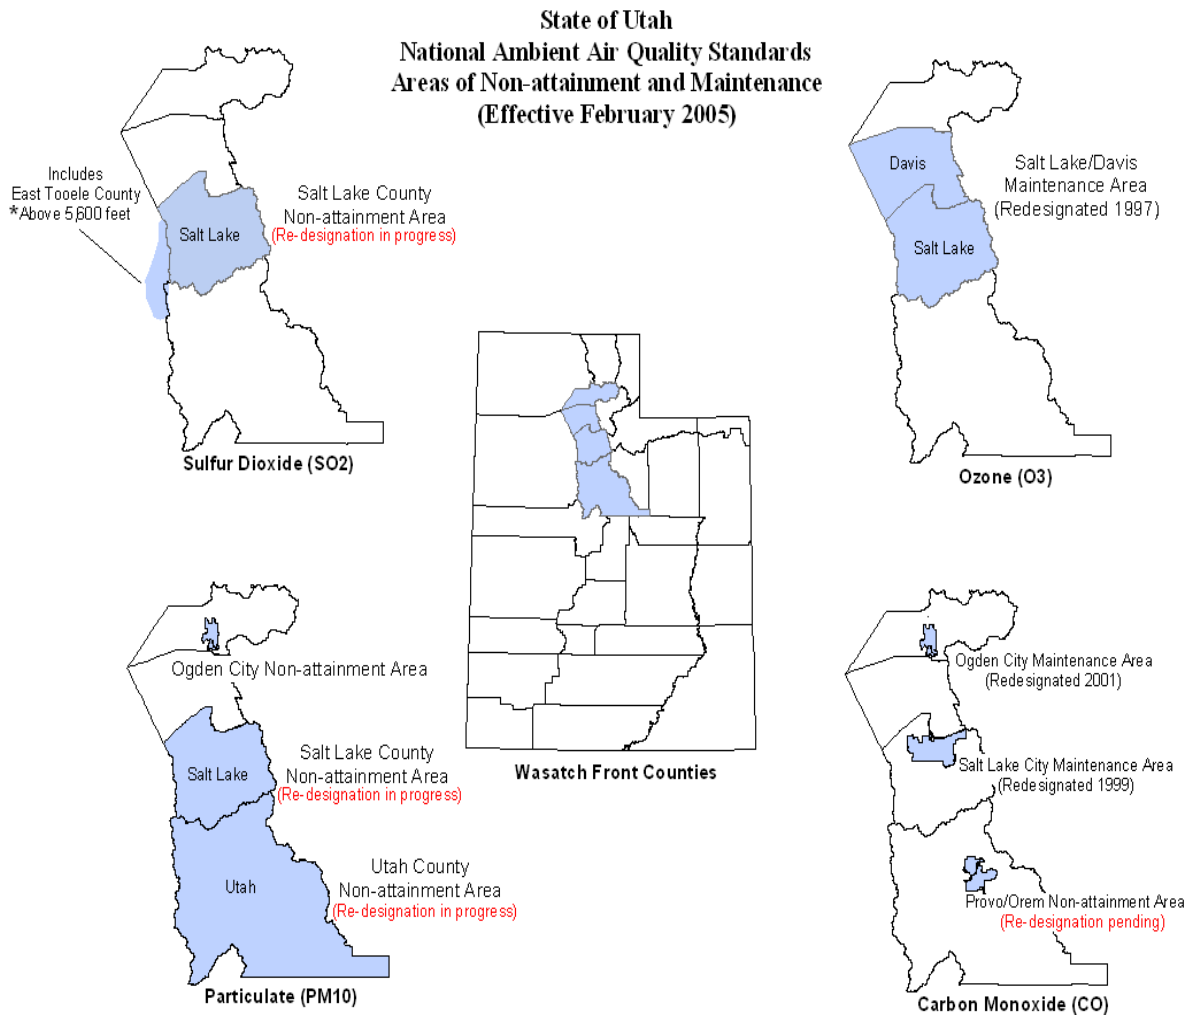 State of Utah
National Ambient Air Quality Standards
Areas of Non-attainment and Maintenance
(Effective February 2005)
Includes
East Tooele County
*Above 5,600 feet
Salt Lake
Salt Lake County
Non-attainment Area
(Re-designation in progress)
Sulfur Dioxide (SO2)
Davis
Salt Lake
Salt Lake/Davis
Maintenance Area
(Redesignated 1997)
Ozone (O3)
Wasatch Front Counties
Ogden City Non-attainment Area
Salt Lake
Salt Lake County
Non-attainment Area
(Re-designation in progress)
Utah
Utah County
Non-attainment Area
(Re-designation in progress)
Particulate (PM10)
Ogden City Maintenance Area
(Redesignated 2001)
Salt Lake City Maintenance Area
(Redesignated 1999)
Provo/Orem Non-attainment Area
(Re-designation pending)
Carbon Monoxide (CO)